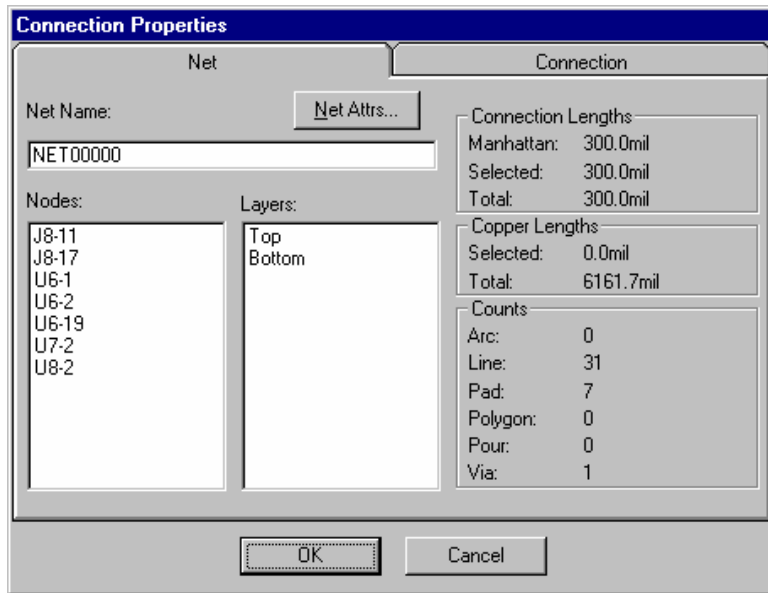 Connection Properties
Net
Connection
Net Name:
Net Attrs...
NET00000
Nodes:
J8-11
J8-17
U6-1
U6-2
U6-19
U7-2
U8-2
Layers:
Top
Bottom
Connection Lengths
Manhattan: 300.0mil
Selected: 300.0mil
Total: 300.0mil
Copper Lengths
Selected: 0.0mil
Total: 6161.7mil
Counts
Arc: 0
Line: 31
Pad: 7
Polygon: 0
Pour: 0
Via: 1
OK
Cancel